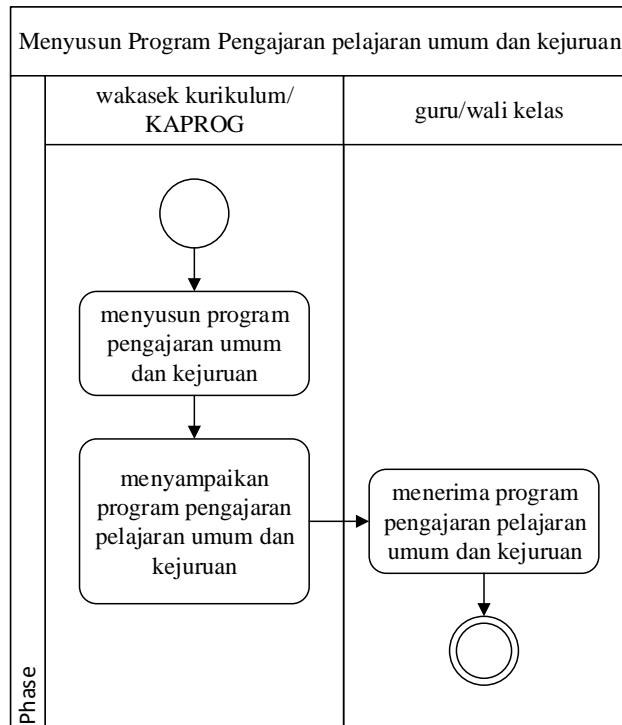 Menyusun Program Pengajaran pelajaran umum dan kejuruan
wakasek kurikulum/
KAPROG
guru/wali kelas
menyusun program
pengajaran umum
dan kejuruan
menyampaikan
program pengajaran
pelajaran umum dan
kejuruan
menerima program
pengajaran pelajaran
umum dan kejuruan
Phase